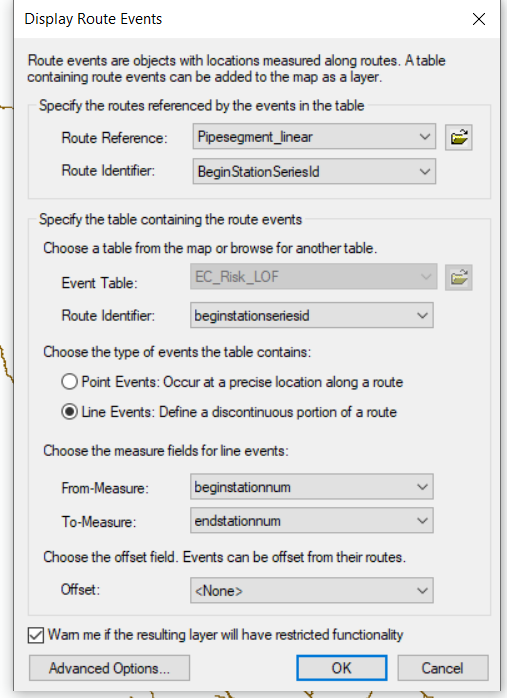 Display Route Events
Route events are objects with locations measured along routes. A table
containing route events can be added to the map as a layer.
Specify the routes referenced by the events in the table
Route Reference: Pipesegment_linear
Route Identifier: BeginStationSeriesId
Specify the table containing the route events
Choose a table from the map or browse for another table.
Event Table: EC_Risk_LOF
Route Identifier: beginstationseriesid
Choose the type of events the table contains:
Point Events: Occur at a precise location along a route
Line Events: Define a discontinuous portion of a route
Choose the measure fields for line events:
From-Measure: beginstationnum
To-Measure: endstationnum
Choose the offset field. Events can be offset from their routes.
Offset: <None>
Warn me if the resulting layer will have restricted functionality
Advanced Options... OK Cancel